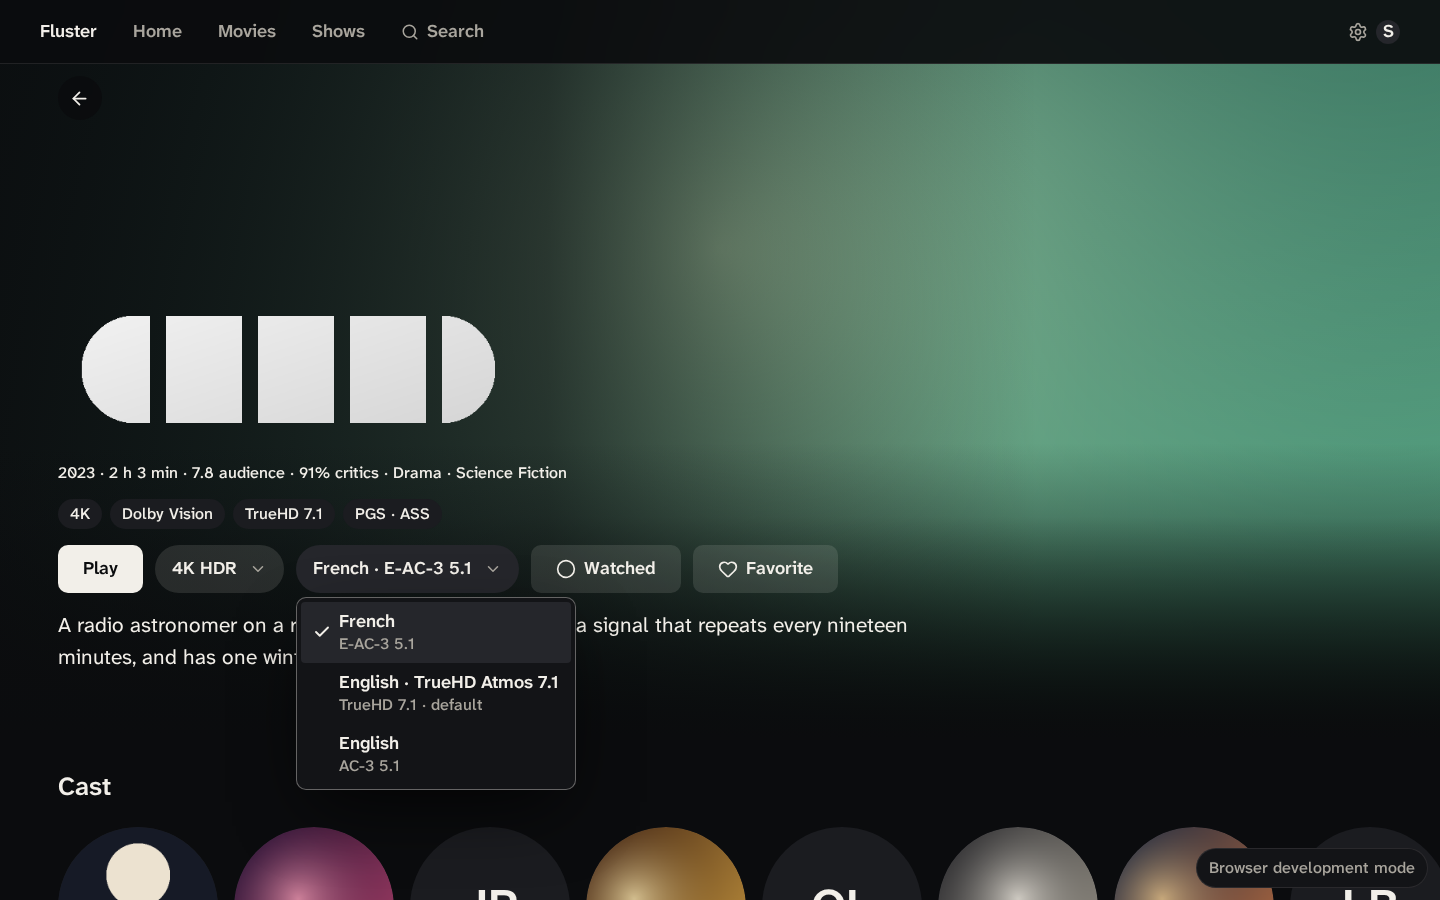 Fluster Home Movies Shows Search S
2023 · 2 h 3 min · 7.8 audience · 91% critics · Drama · Science Fiction
4K Dolby Vision TrueHD 7.1 PGS · ASS
Play 4K HDR French · E-AC-3 5.1 Watched Favorite
A radio astronomer on a a signal that repeats every nineteen
minutes, and has one
French
E-AC-3 5.1
English · TrueHD Atmos 7.1
TrueHD 7.1 · default
English
AC-3 5.1
Cast
Browser development mode